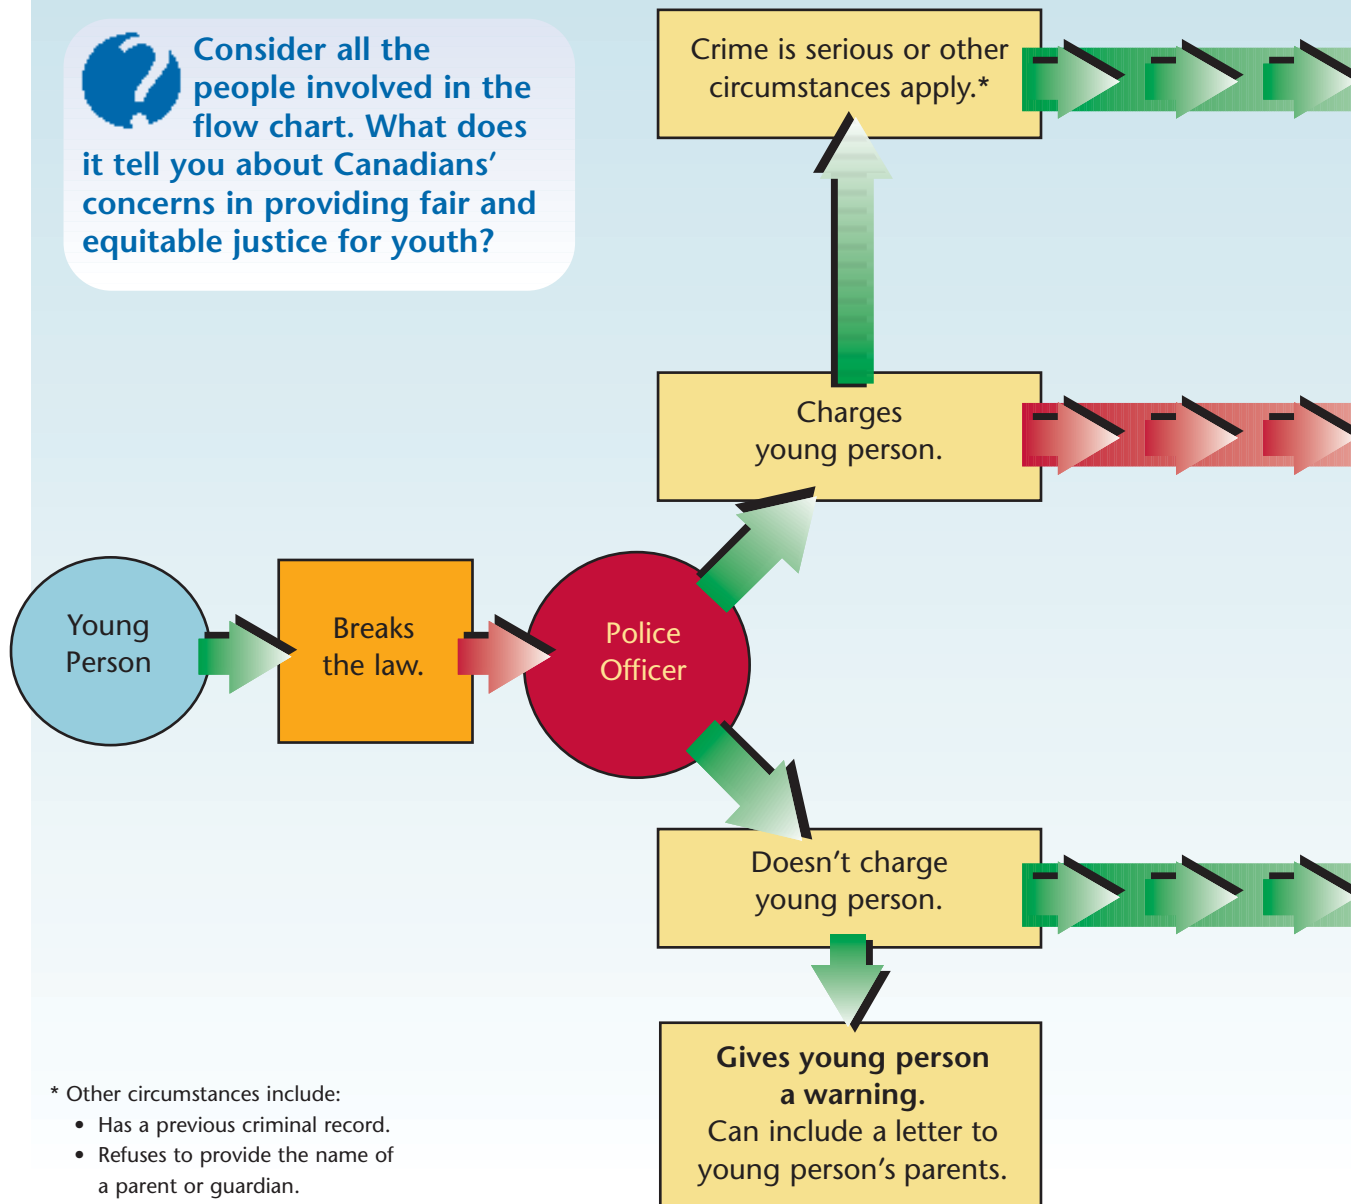 Consider all the
people involved in the
flow chart. What does
it tell you about Canadians’
concerns in providing fair and
equitable justice for youth?
Crime is serious or other
circumstances apply.*
Charges
young person.
Young
Person
Breaks
the law.
Police
Officer
Doesn’t charge
young person.
Gives young person
a warning.
Can include a letter to
young person’s parents.
* Other circumstances include:
• Has a previous criminal record.
• Refuses to provide the name of
a parent or guardian.